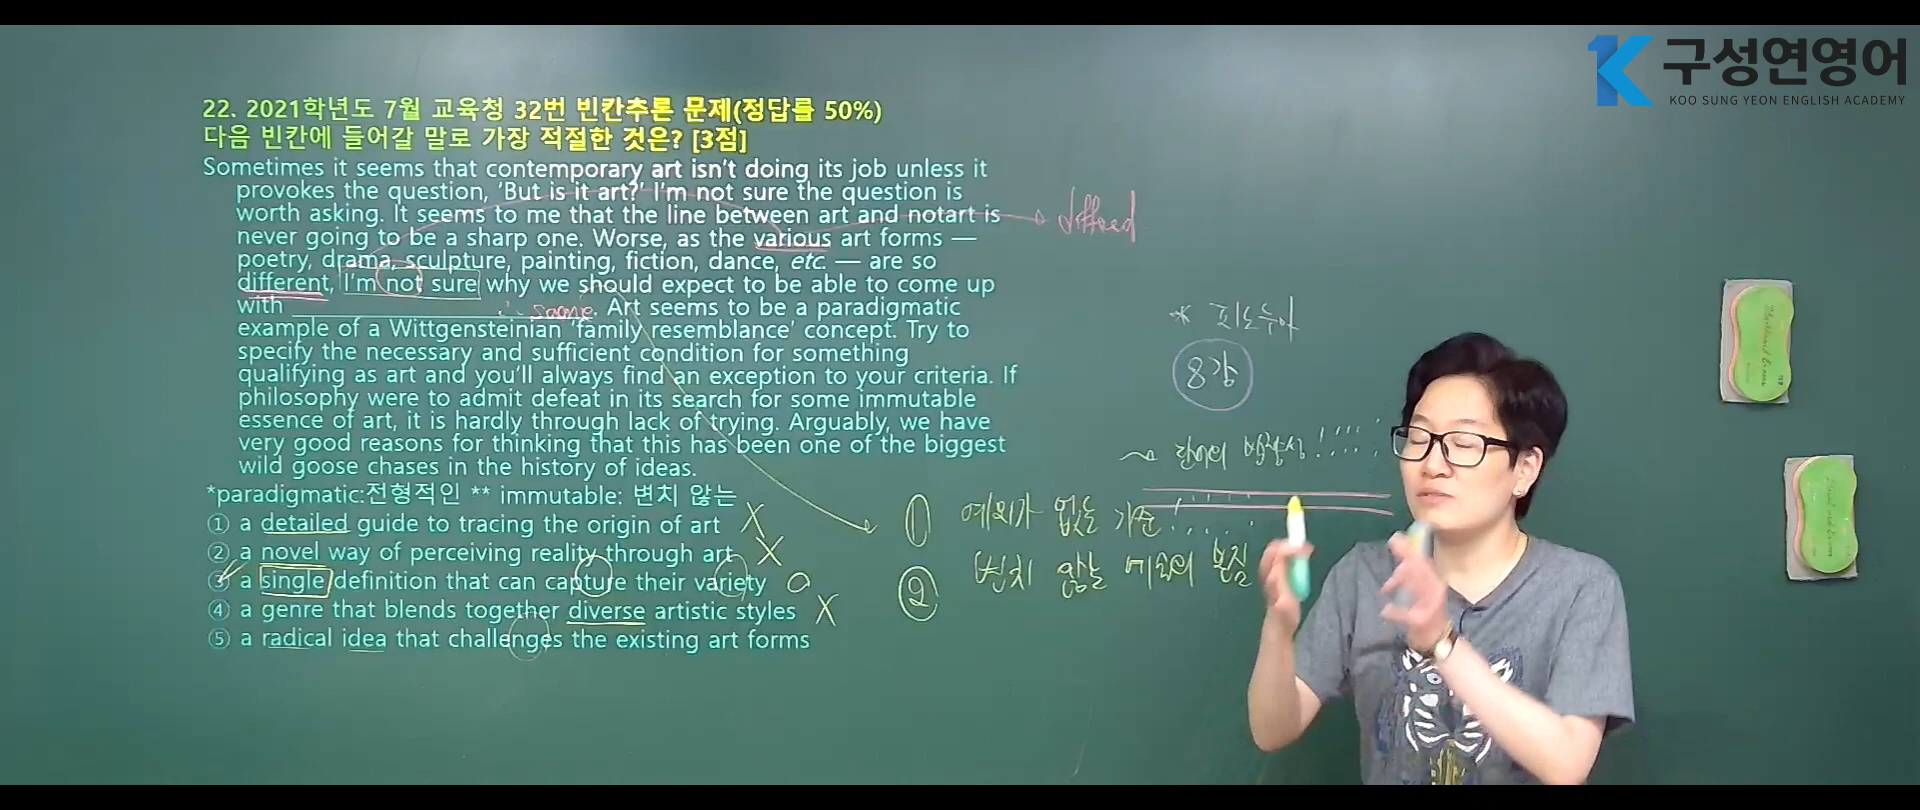 구성연영어
KOO SUNG YEON ENGLISH ACADEMY
22. 2021학년도 7월 교육청 32번 빈칸추론 문제(정답률 50%)
다음 빈칸에 들어갈 말로 가장 적절한 것은? [3점]
Sometimes it seems that contemporary art isn't doing its job unless it
provokes the question, 'But is it art?' I'm not sure the question is
worth asking. It seems to me that the line between art and notart is
never going to be a sharp one. Worse, as the various art forms —
poetry, drama, sculpture, painting, fiction, dance, etc. — are so
different, I'm not sure why we should expect to be able to come up
with ____________________. Art seems to be a paradigmatic
example of a Wittgensteinian 'family resemblance' concept. Try to
specify the necessary and sufficient condition for something
qualifying as art and you'll always find an exception to your criteria. If
philosophy were to admit defeat in its search for some immutable
essence of art, it is hardly through lack of trying. Arguably, we have
very good reasons for thinking that this has been one of the biggest
wild goose chases in the history of ideas.
*paradigmatic:전형적인 ** immutable: 변치 않는
① a detailed guide to tracing the origin of art X
② a novel way of perceiving reality through art X
③ a single definition that can capture their variety O
④ a genre that blends together diverse artistic styles X
⑤ a radical idea that challenges the existing art forms
∴ same
8강
① 예외가 없는 기준
② 변치 않는 예술의 본질